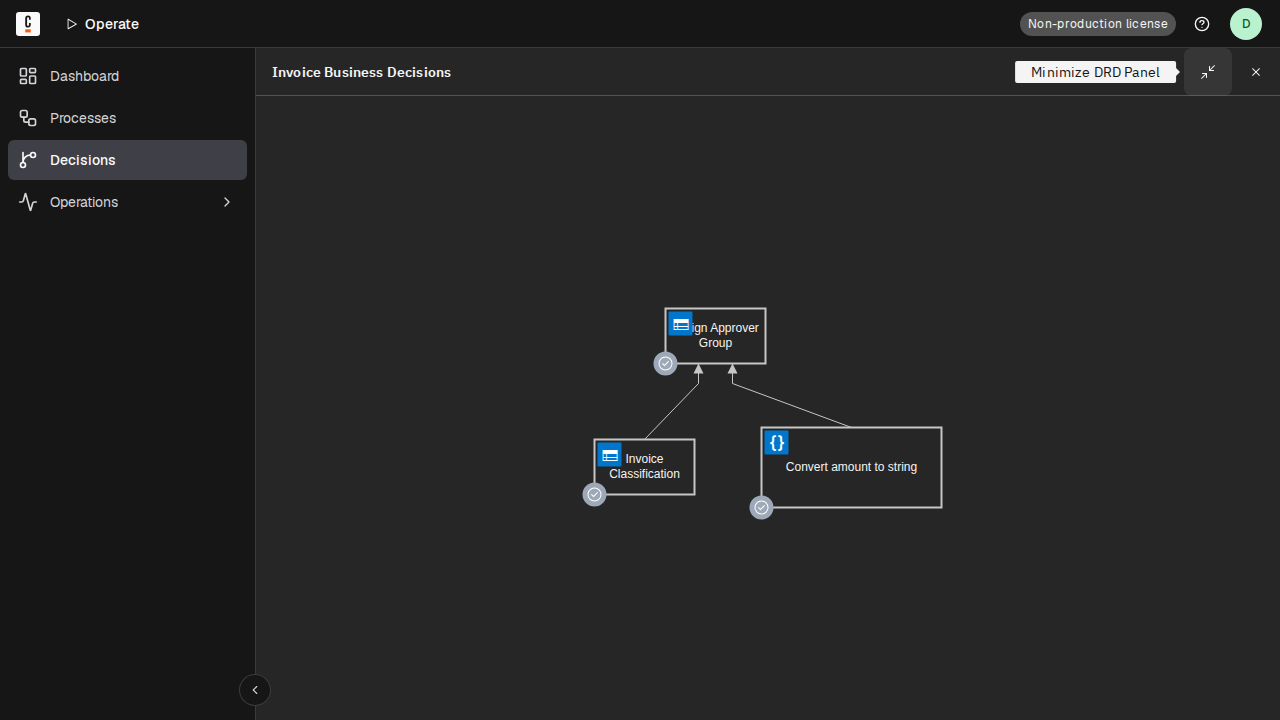 Operate
Non-production license
D
Dashboard
Processes
Decisions
Operations
Invoice Business Decisions
Minimize DRD Panel
ign Approver
Group
Invoice
Classification
{}
Convert amount to string